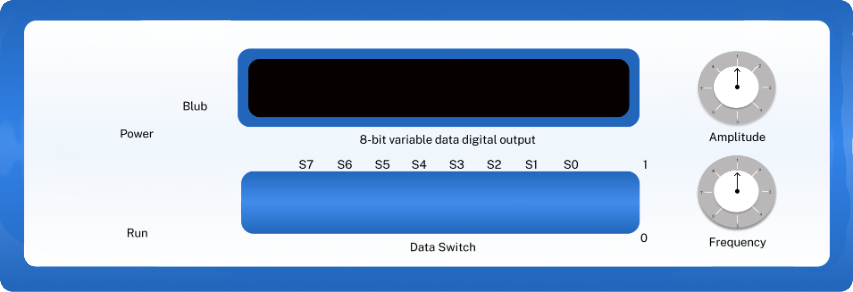 Blub
Power
8-bit variable data digital output
Amplitude
S7 S6 S5 S4 S3 S2 S1 S0 1
Run
Data Switch
0
Frequency